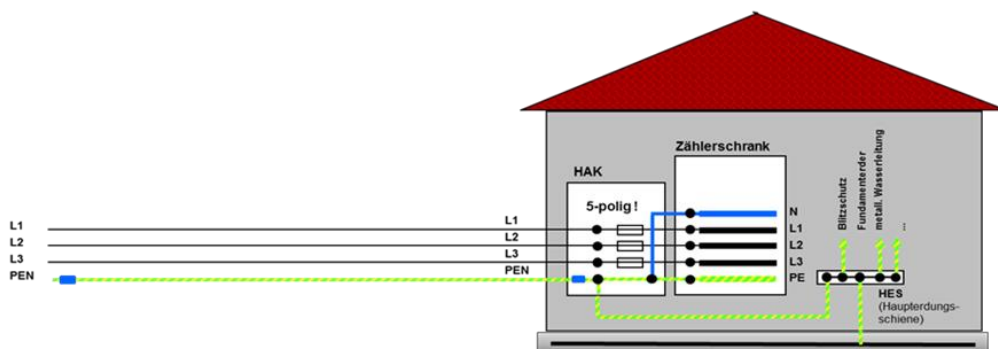 Zählerschrank
HAK
5-polig !
L1
L2
L3
PEN
L1
L2
L3
PEN
N
L1
L2
L3
PE
Blitzschutz
Fundamenterder
metall. Wasserleitung
...
HES
(Haupterdungs-
schiene)